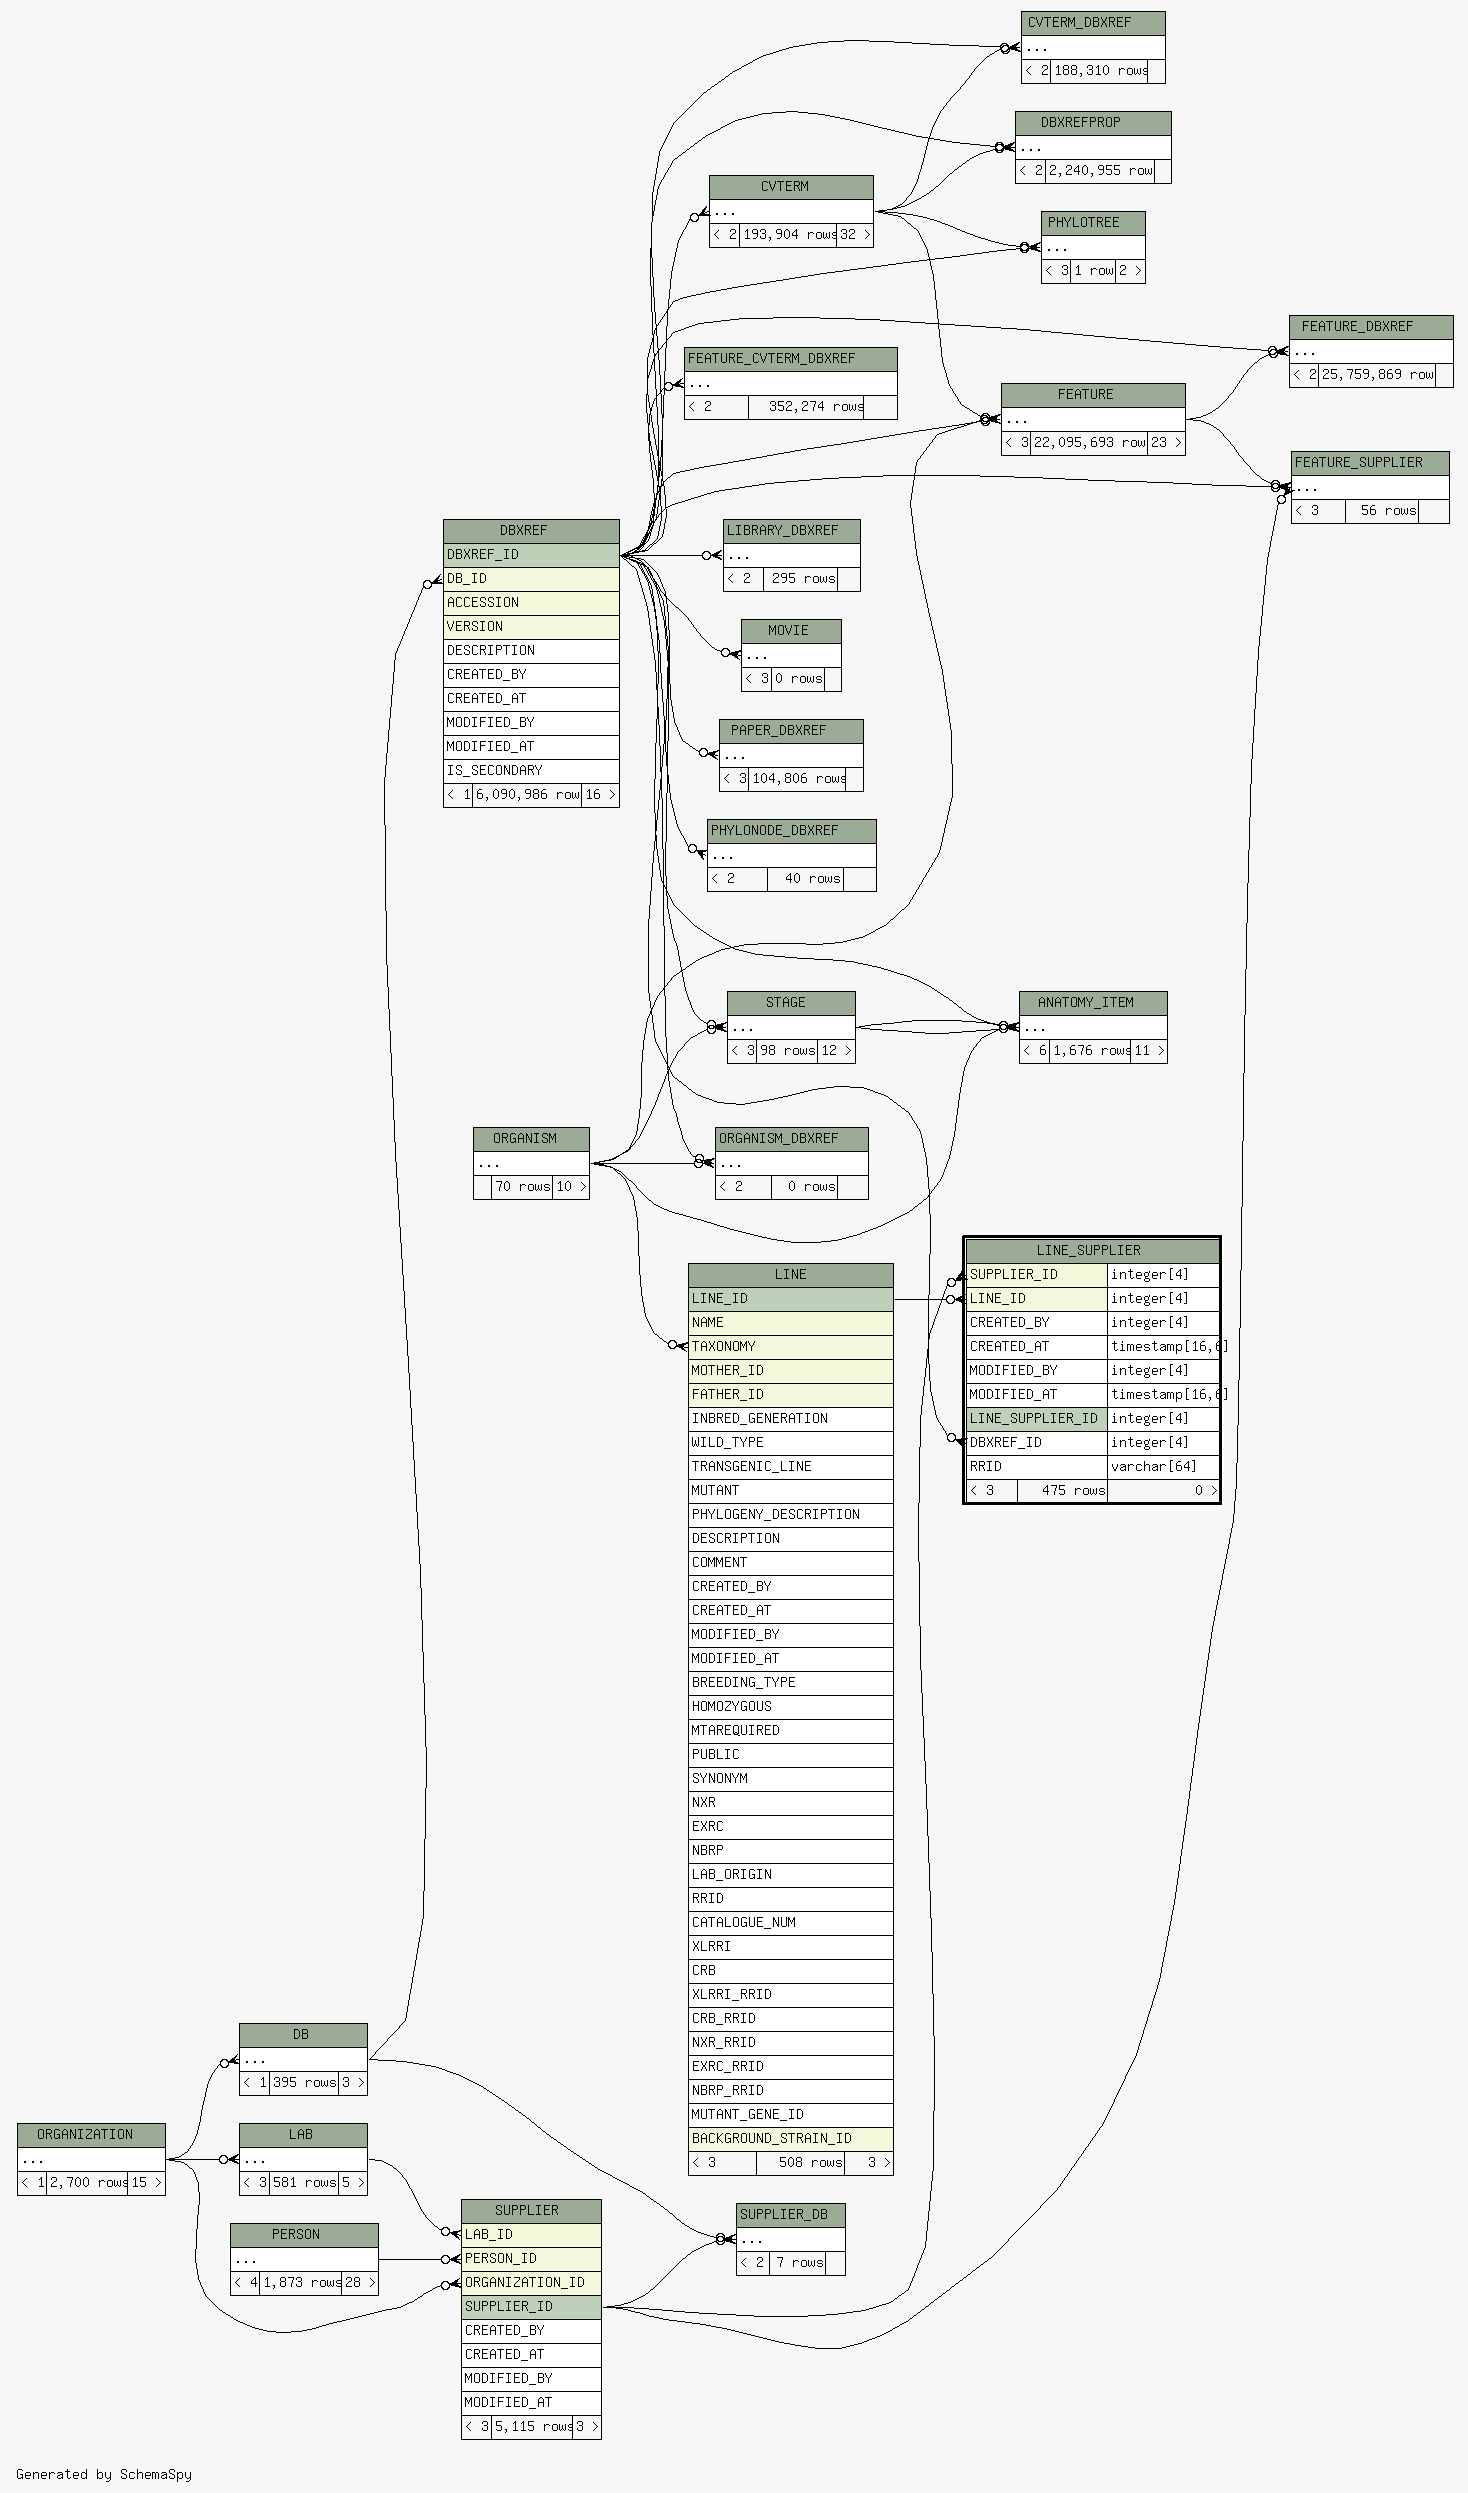 CVTERM_DBXREF
...
< 2 188,310 rows
DBXREFPROP
...
< 2 2,240,955 row
CVTERM
...
< 2 193,904 rows 32 >
PHYLOTREE
...
< 3 1 row 2 >
FEATURE_DBXREF
...
< 2 25,759,869 row
FEATURE_CVTERM_DBXREF
...
< 2 352,274 rows
FEATURE
...
< 3 22,095,693 row 23 >
FEATURE_SUPPLIER
...
< 3 56 rows
DBXREF
DBXREF_ID
DB_ID
ACCESSION
VERSION
DESCRIPTION
CREATED_BY
CREATED_AT
MODIFIED_BY
MODIFIED_AT
IS_SECONDARY
< 1 6,090,986 row 16 >
LIBRARY_DBXREF
...
< 2 295 rows
MOVIE
...
< 3 0 rows
PAPER_DBXREF
...
< 3 104,806 rows
PHYLONODE_DBXREF
...
< 2 40 rows
STAGE
...
< 3 98 rows 12 >
ANATOMY_ITEM
...
< 6 1,676 rows 11 >
ORGANISM
...
70 rows 10 >
ORGANISM_DBXREF
...
< 2 0 rows
LINE_SUPPLIER
SUPPLIER_ID integer[4]
LINE_ID integer[4]
CREATED_BY integer[4]
CREATED_AT timestamp[16,6]
MODIFIED_BY integer[4]
MODIFIED_AT timestamp[16,6]
LINE_SUPPLIER_ID integer[4]
DBXREF_ID integer[4]
RRID varchar[64]
< 3 475 rows 0 >
LINE
LINE_ID
NAME
TAXONOMY
MOTHER_ID
FATHER_ID
INBRED_GENERATION
WILD_TYPE
TRANSGENIC_LINE
MUTANT
PHYLOGENY_DESCRIPTION
DESCRIPTION
COMMENT
CREATED_BY
CREATED_AT
MODIFIED_BY
MODIFIED_AT
BREEDING_TYPE
HOMOZYGOUS
MTAREQUIRED
PUBLIC
SYNONYM
NXR
EXRC
NBRP
LAB_ORIGIN
RRID
CATALOGUE_NUM
XLRRI
CRB
XLRRI_RRID
CRB_RRID
NXR_RRID
EXRC_RRID
NBRP_RRID
MUTANT_GENE_ID
BACKGROUND_STRAIN_ID
< 3 508 rows 3 >
DB
...
< 1 395 rows 3 >
ORGANIZATION
...
< 1 2,700 rows 15 >
LAB
...
< 3 581 rows 5 >
PERSON
...
< 4 1,873 rows 28 >
SUPPLIER
LAB_ID
PERSON_ID
ORGANIZATION_ID
SUPPLIER_ID
CREATED_BY
CREATED_AT
MODIFIED_BY
MODIFIED_AT
< 3 5,115 rows 3 >
SUPPLIER_DB
...
< 2 7 rows
Generated by SchemaSpy